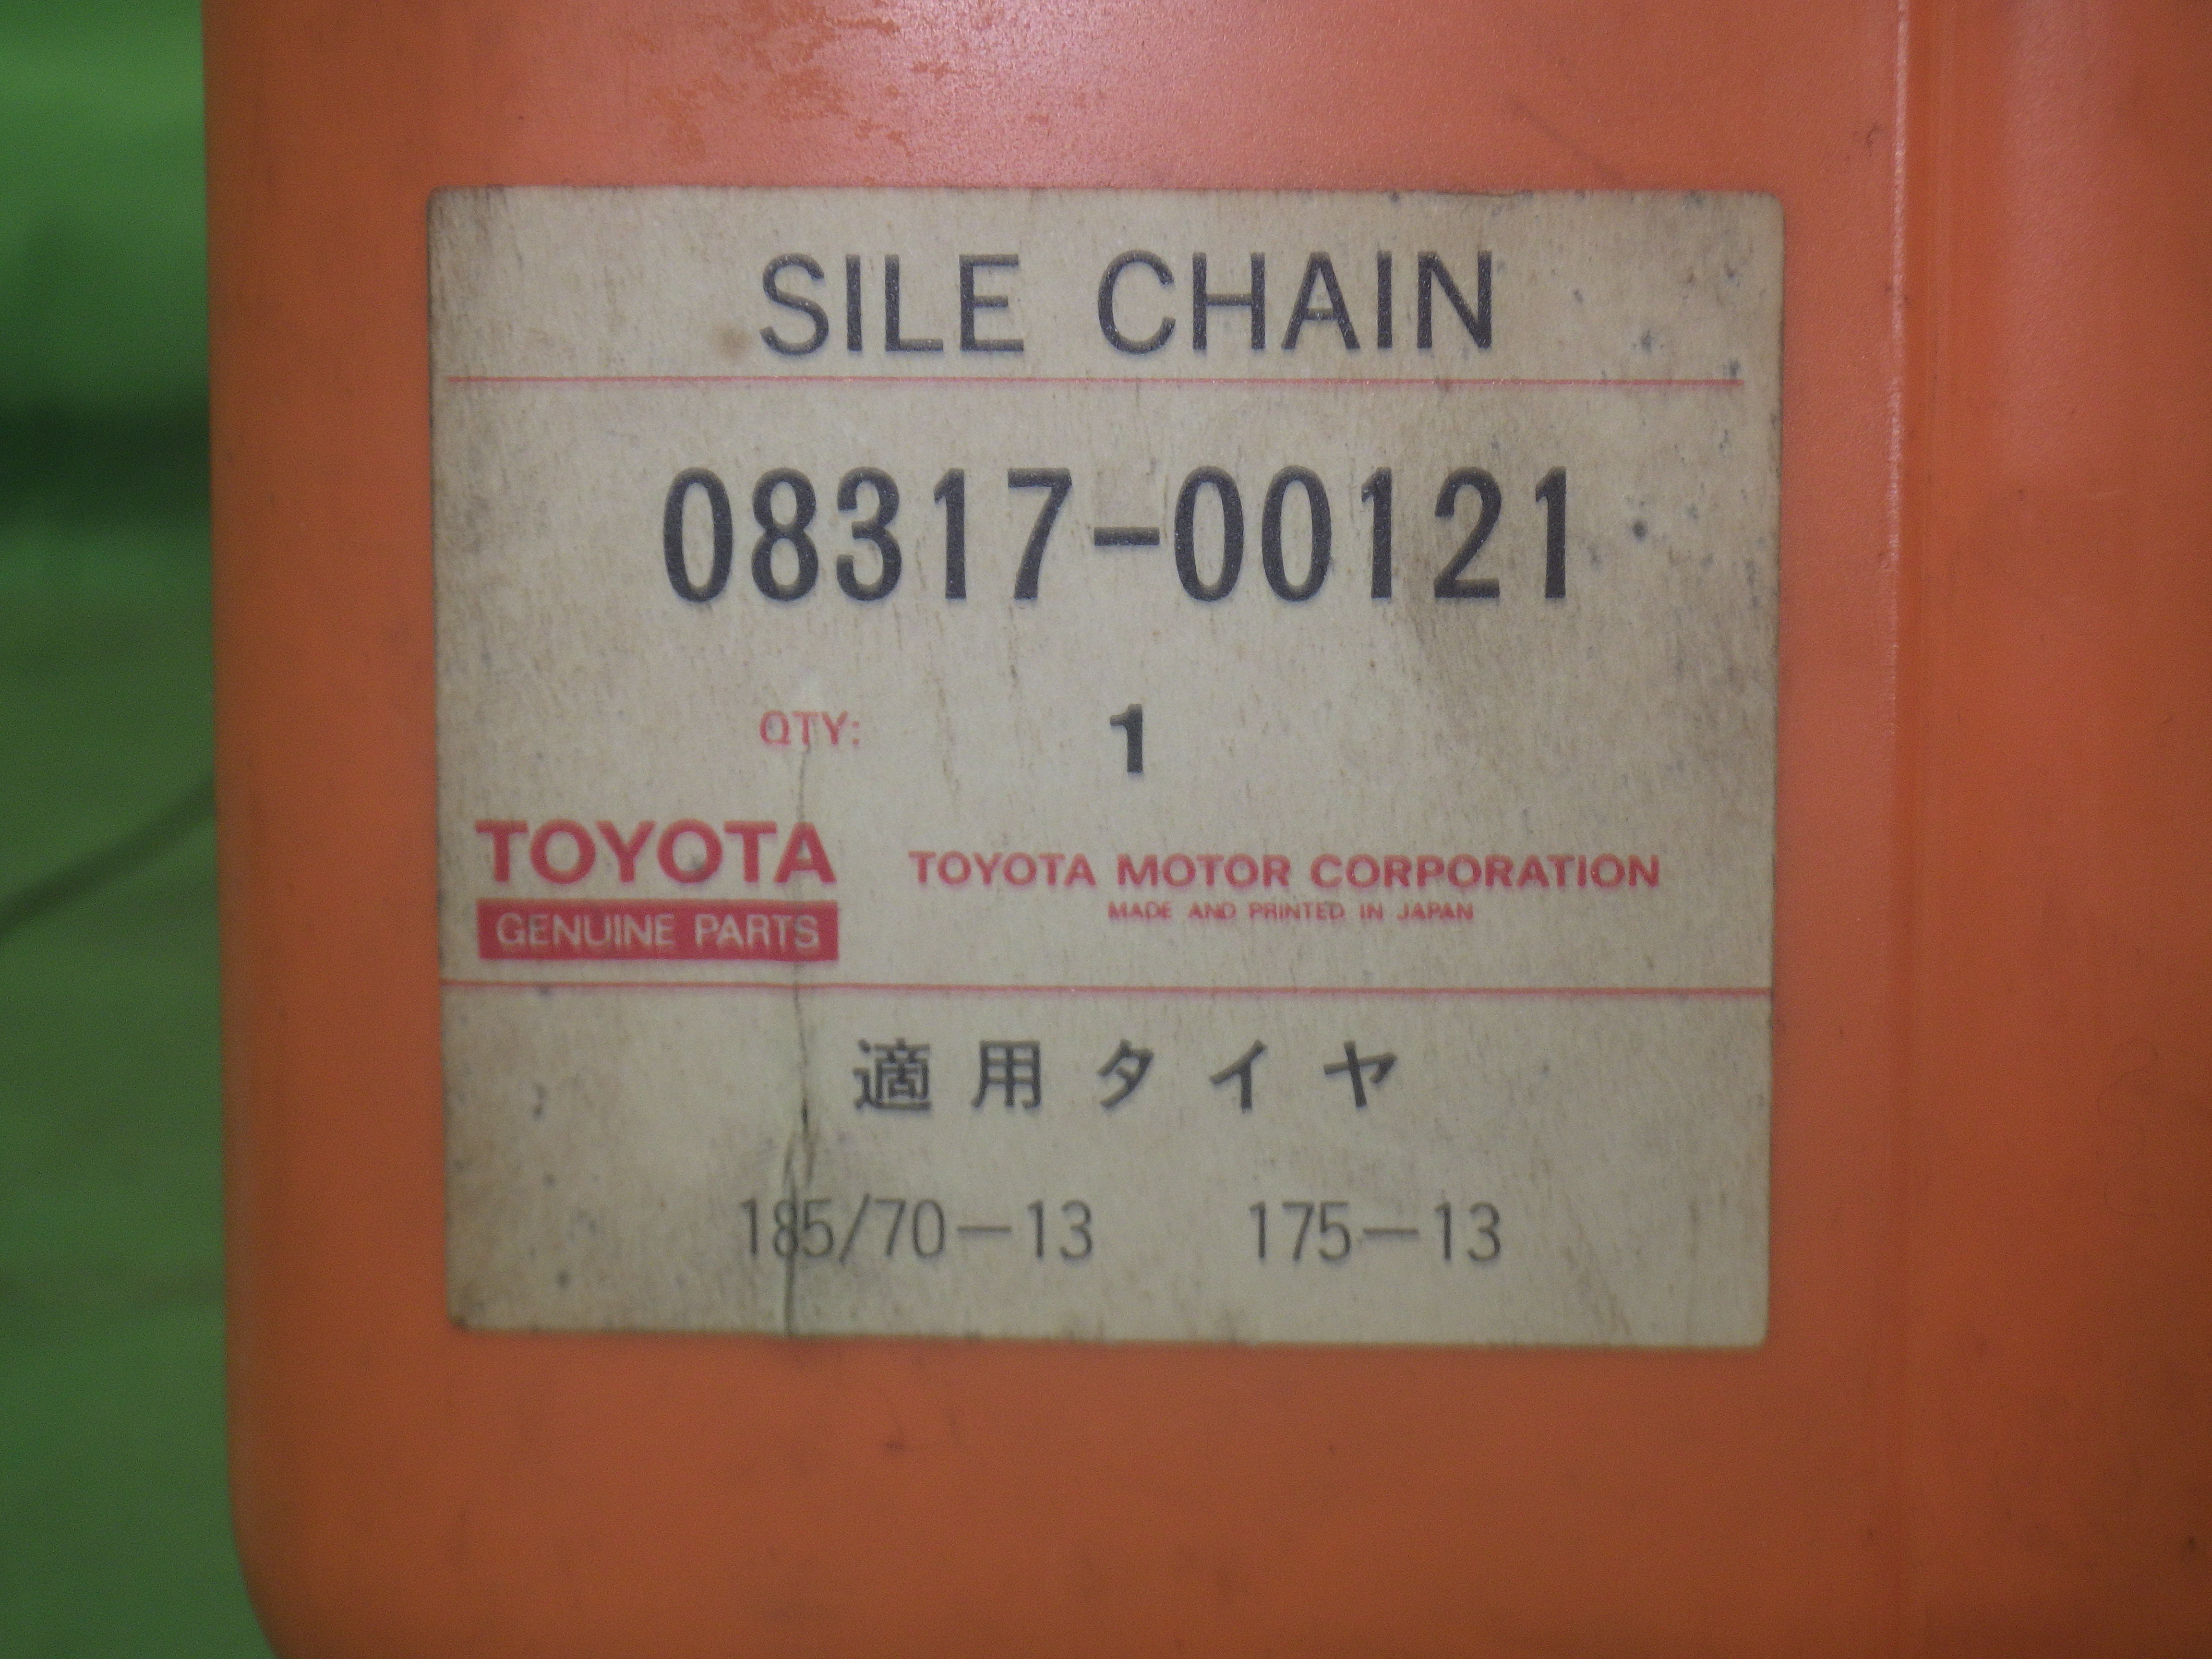 SILE CHAIN
08317-00121
QTY: 1
TOYOTA
GENUINE PARTS
TOYOTA MOTOR CORPORATION
MADE AND PRINTED IN JAPAN
適用タイヤ
185/70-13 175-13